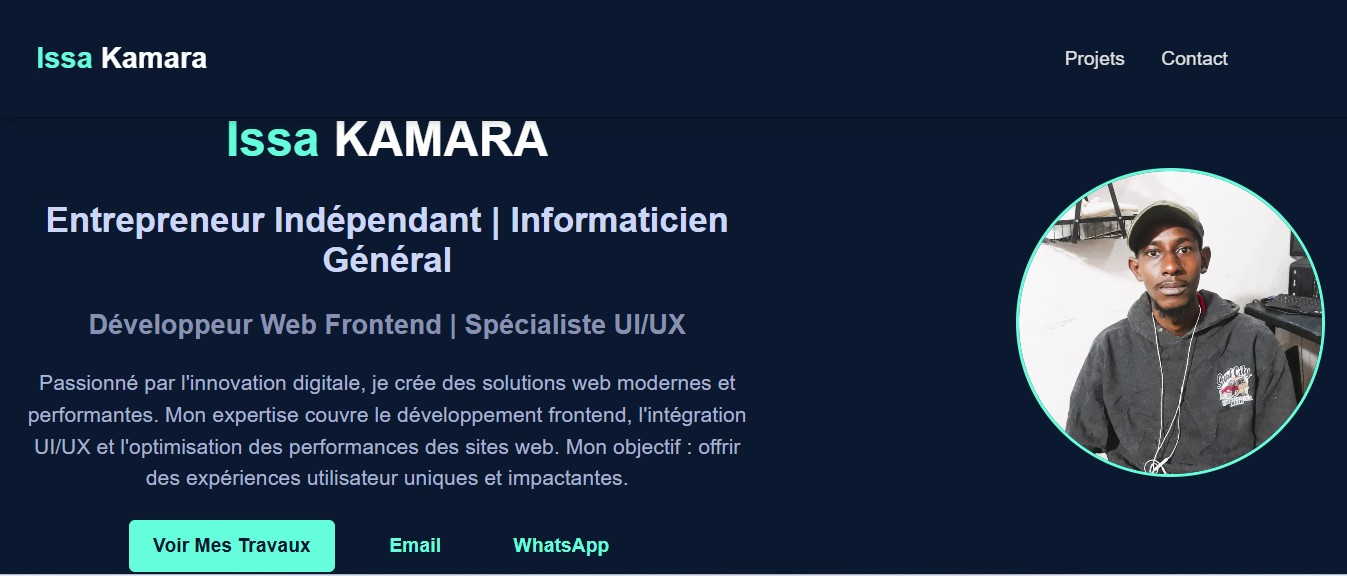 Issa Kamara
Projets
Contact
Issa KAMARA
Entrepreneur Indépendant | Informaticien
Général
Développeur Web Frontend | Spécialiste UI/UX
Passionné par l'innovation digitale, je crée des solutions web modernes et
performantes. Mon expertise couvre le développement frontend, l'intégration
UI/UX et l'optimisation des performances des sites web. Mon objectif : offrir
des expériences utilisateur uniques et impactantes.
Voir Mes Travaux
Email
WhatsApp